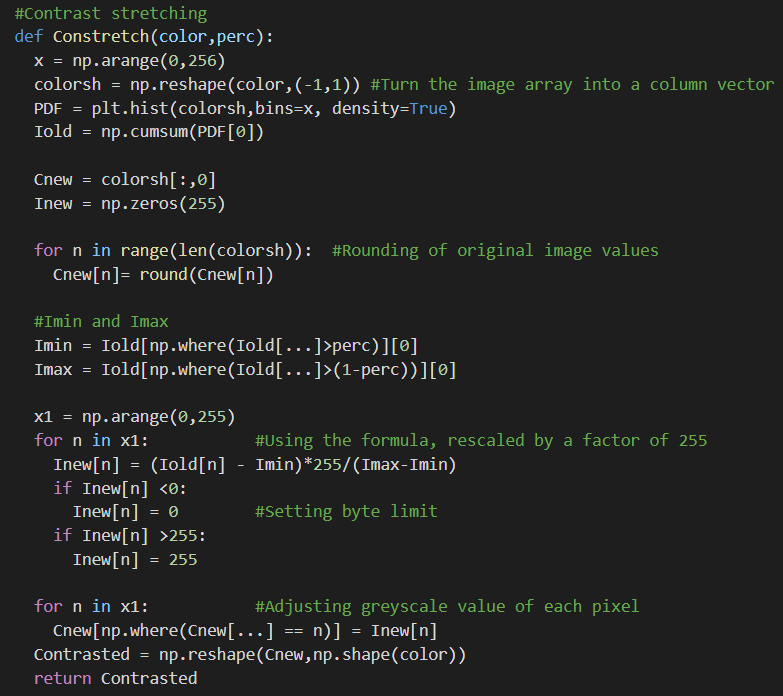 #Contrast stretching
def Constretch(color,perc):
  x = np.arange(0,256)
  colorsh = np.reshape(color,(-1,1)) #Turn the image array into a column vector
  PDF = plt.hist(colorsh,bins=x, density=True)
  Iold = np.cumsum(PDF[0])

  Cnew = colorsh[:,0]
  Inew = np.zeros(255)

  for n in range(len(colorsh)):  #Rounding of original image values
    Cnew[n]= round(Cnew[n])

  #Imin and Imax
  Imin = Iold[np.where(Iold[...]>perc)][0]
  Imax = Iold[np.where(Iold[...]>(1-perc))][0]

  x1 = np.arange(0,255)
  for n in x1:           #Using the formula, rescaled by a factor of 255
    Inew[n] = (Iold[n] - Imin)*255/(Imax-Imin)
    if Inew[n] <0:
      Inew[n] = 0        #Setting byte limit
    if Inew[n] >255:
      Inew[n] = 255

  for n in x1:           #Adjusting greyscale value of each pixel
    Cnew[np.where(Cnew[...] == n)] = Inew[n]
  Contrasted = np.reshape(Cnew,np.shape(color))
  return Contrasted